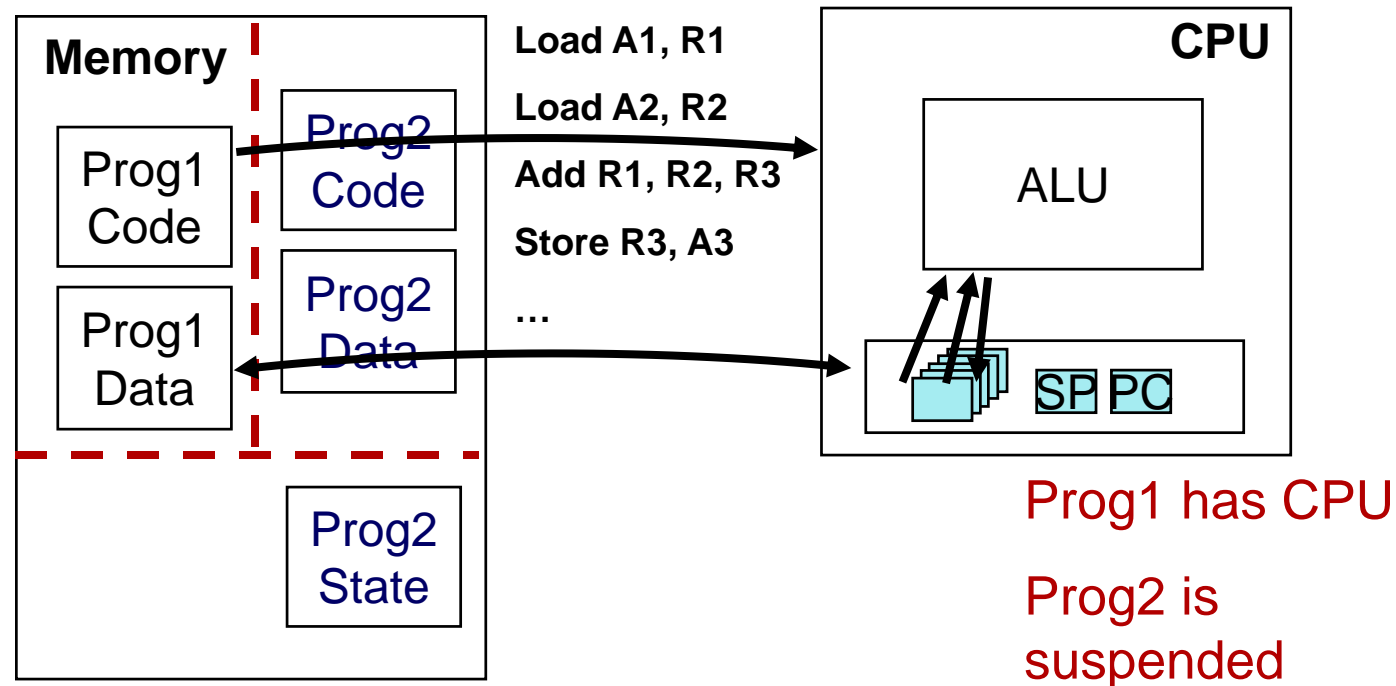 Memory
Prog1
Code
Prog1
Data
Prog2
Code
Prog2
Data
Prog2
State
Load A1, R1
Load A2, R2
Add R1, R2, R3
Store R3, A3
…
CPU
ALU
SP PC
Prog1 has CPU
Prog2 is
suspended